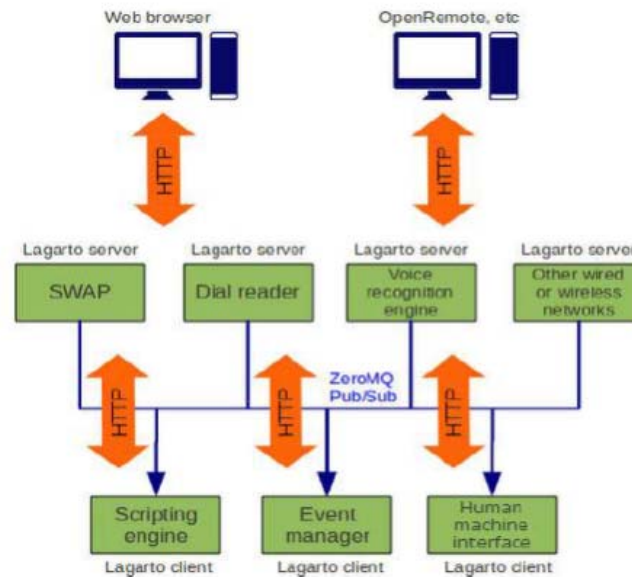 Web browser
OpenRemote, etc
HTTP
HTTP
Lagarto server
Lagarto server
Lagarto server
Lagarto server
SWAP
Dial reader
Voice
recognition
engine
Other wired
or wireless
networks
ZeroMQ
Pub/Sub
HTTP
HTTP
HTTP
Scripting
engine
Event
manager
Human
machine
interface
Lagarto client
Lagarto client
Lagarto client